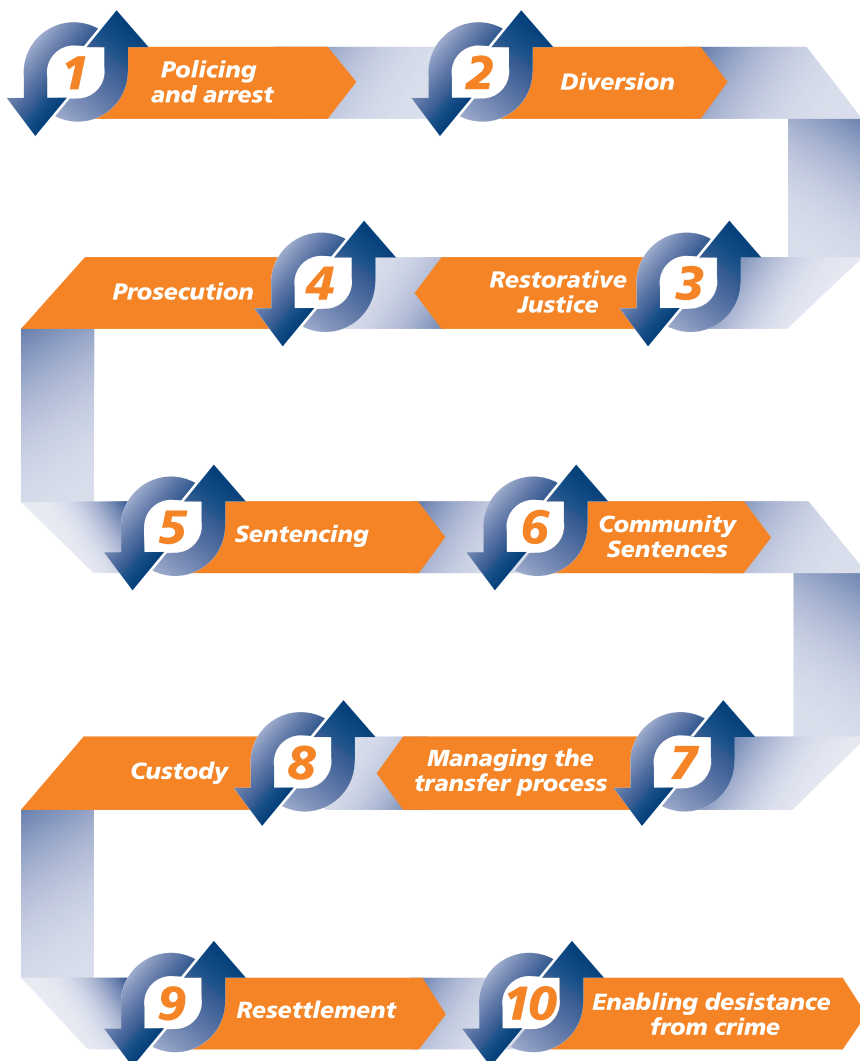 1
Policing
and arrest
2
Diversion
3
Restorative
Justice
4
Prosecution
5
Sentencing
6
Community
Sentences
7
Managing the
transfer process
8
Custody
9
Resettlement
10
Enabling desistance
from crime